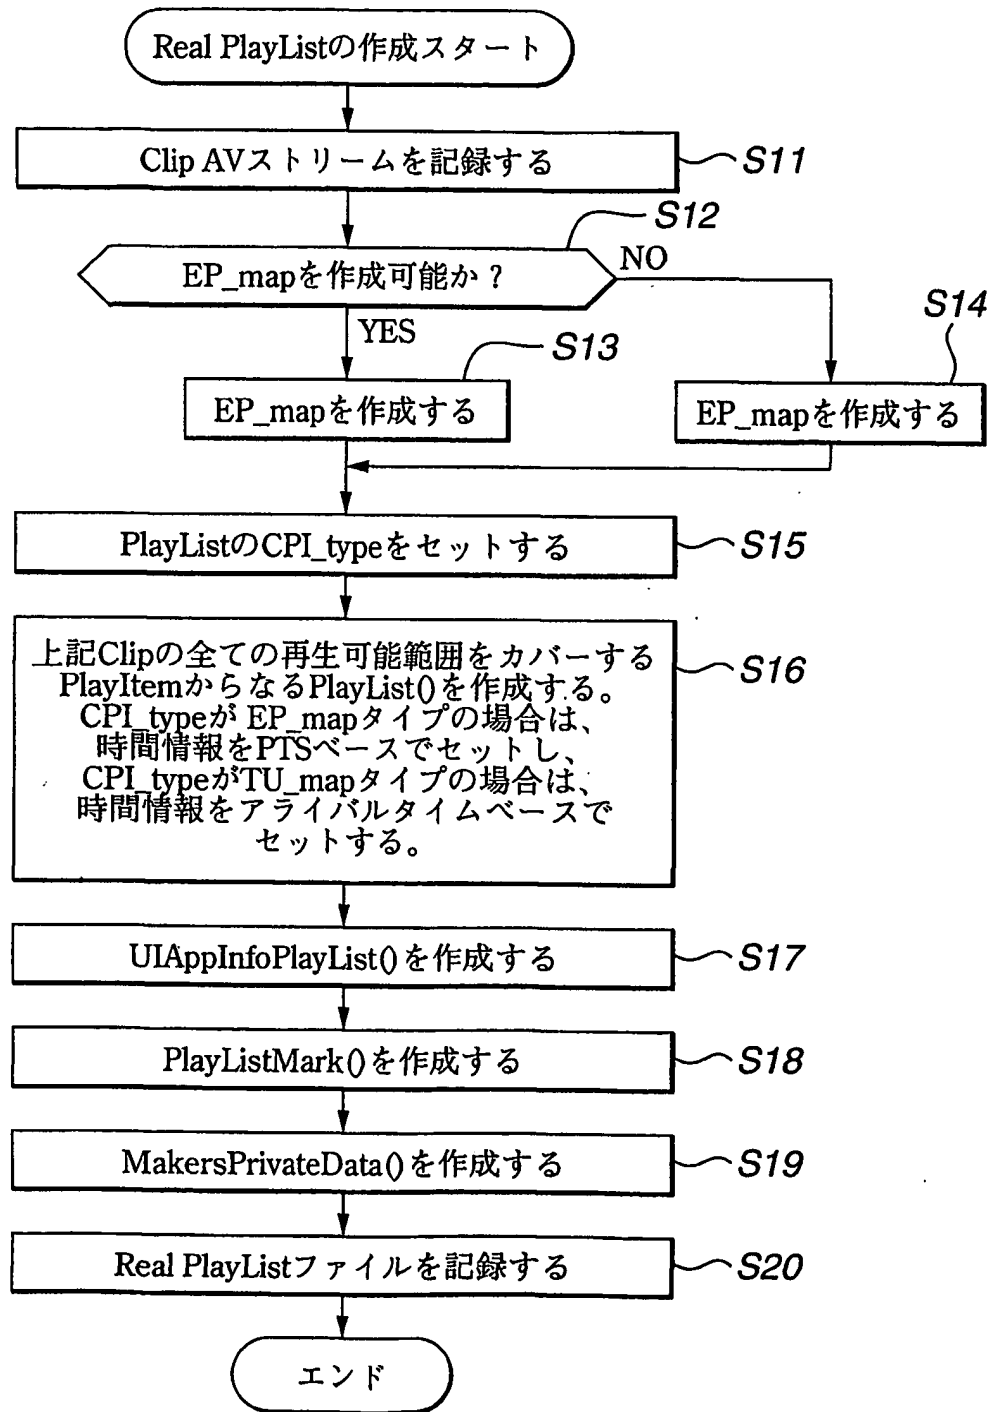 Real PlayListの作成スタート
Clip AVストリームを記録する
S11
S12
EP_mapを作成可能か？
NO
YES
S13
S14
EP_mapを作成する
EP_mapを作成する
PlayListのCPI_typeをセットする
S15
上記Clipの全ての再生可能範囲をカバーする
PlayItemからなるPlayList()を作成する。
CPI_typeが EP_mapタイプの場合は、
時間情報をPTSベースでセットし、
CPI_typeがTU_mapタイプの場合は、
時間情報をアライバルタイムベースで
セットする。
S16
UIAppInfoPlayList()を作成する
S17
PlayListMark()を作成する
S18
MakersPrivateData()を作成する
S19
Real PlayListファイルを記録する
S20
エンド